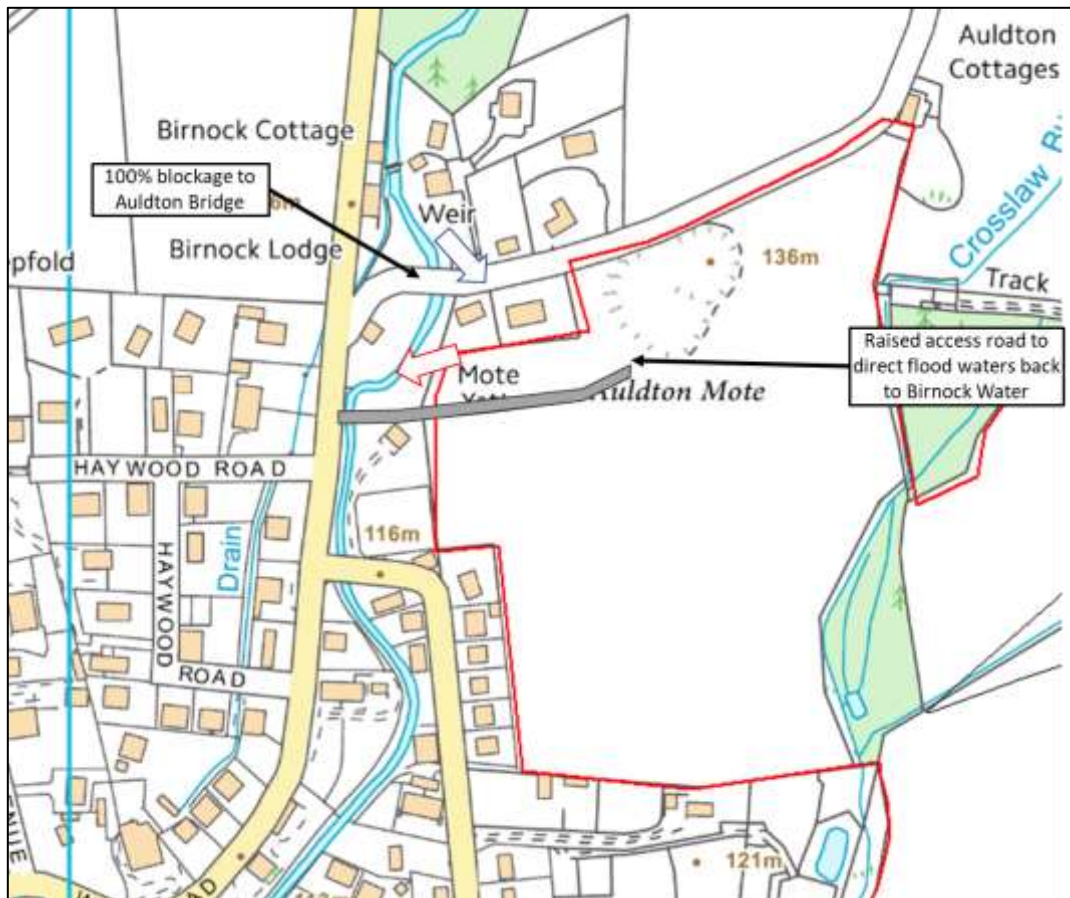 Auldton
Cottages
Birnock Cottage
100% blockage to
Auldton Bridge
Weir
Birnock Lodge
Crosslaw
136m
Track
epfold
Raised access road to
direct flood waters back
to Birnock Water
Mote
Auldton Mote
HAYWOOD ROAD
Drain
116m
HAYWOOD
ROAD
121m